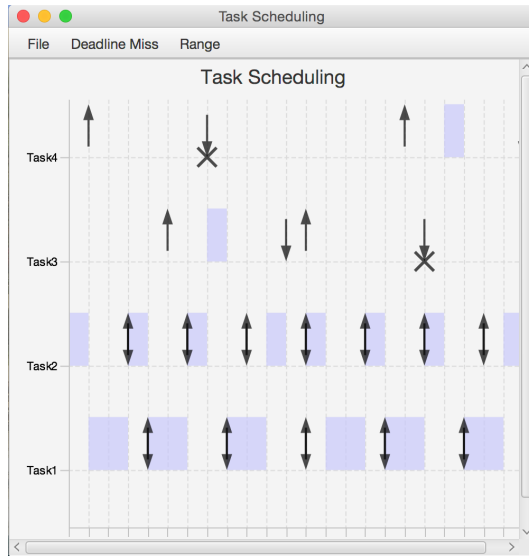 Task Scheduling
File Deadline Miss Range
Task Scheduling
Task4
Task3
Task2
Task1